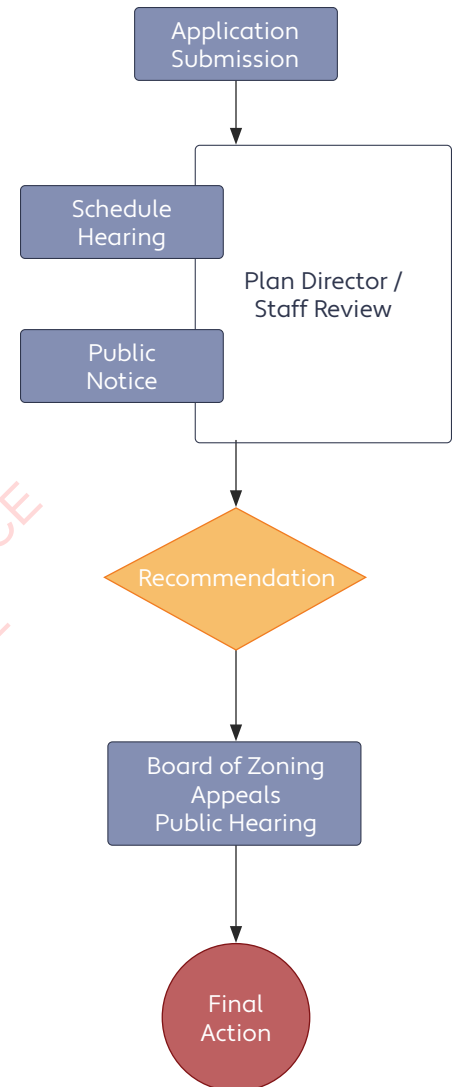 Application
Submission
Schedule
Hearing
Plan Director /
Staff Review
Public
Notice
Recommendation
Board of Zoning
Appeals
Public Hearing
Final
Action